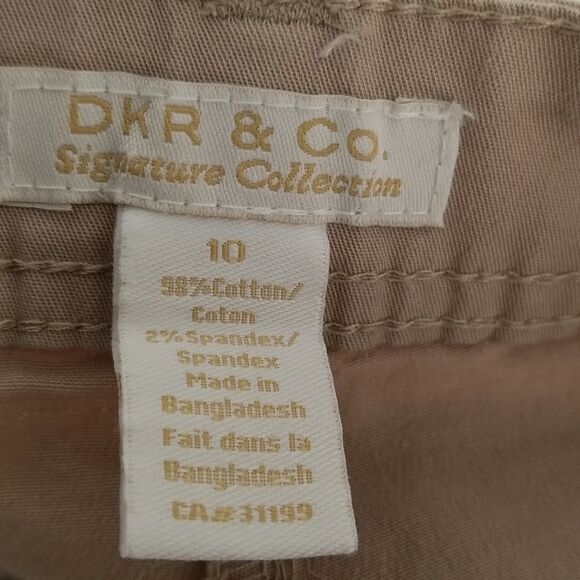 DKR & Co.
Signature Collection
10
98%Cotton/
Coton
2%Spandex/
Spandex
Made in
Bangladesh
Fait dans la
Bangladesh
CA#31199